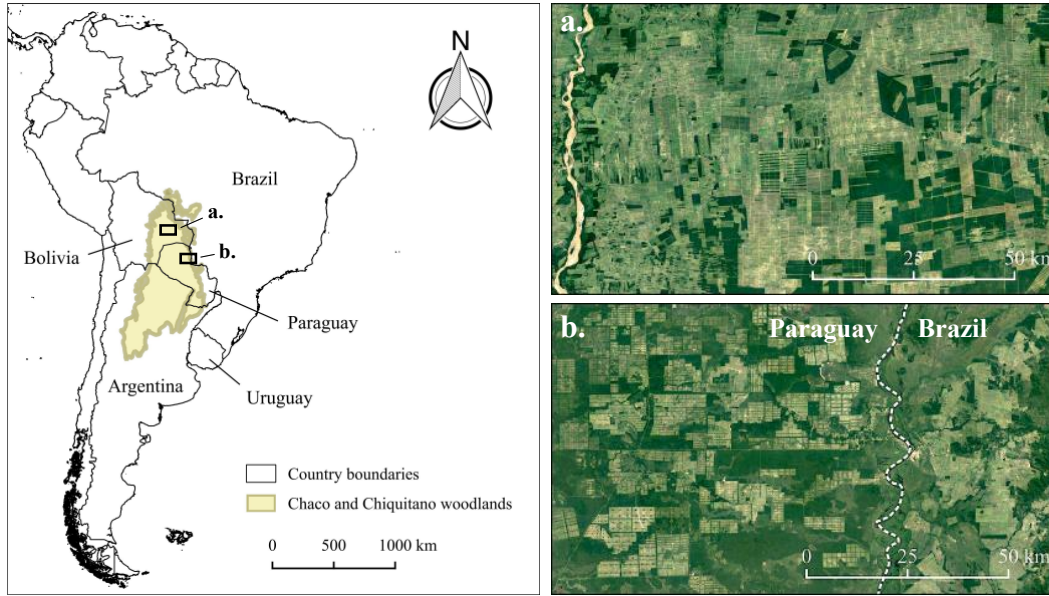 N
Brazil
a.
Bolivia
b.
Paraguay
Argentina
Uruguay
Country boundaries
Chaco and Chiquitano woodlands
0 500 1000 km
a.
0 25 50 km
b.
Paraguay Brazil
0 25 50 km